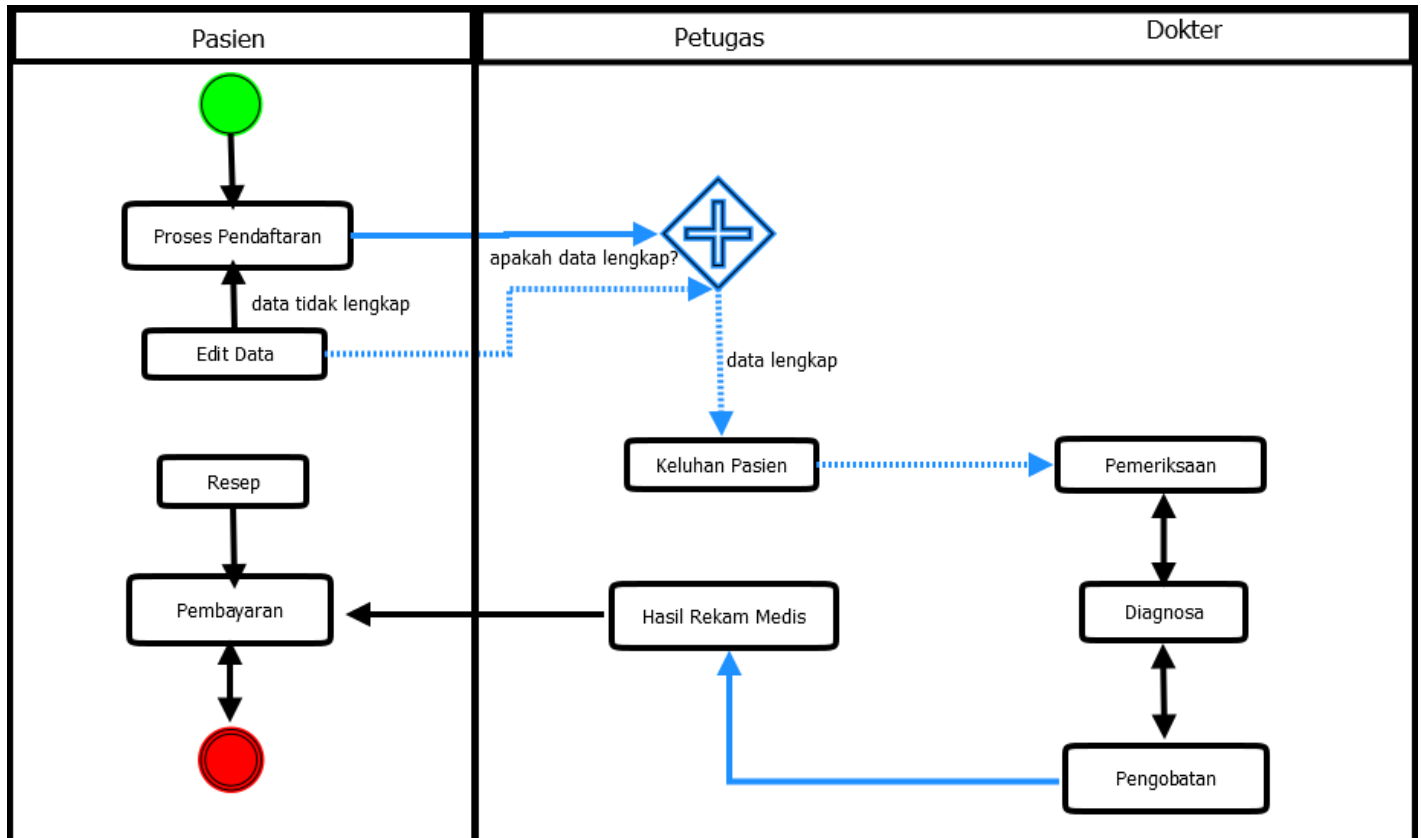 Pasien
Petugas
Dokter
Proses Pendaftaran
apakah data lengkap?
data tidak lengkap
Edit Data
data lengkap
Keluhan Pasien
Pemeriksaan
Resep
Pembayaran
Hasil Rekam Medis
Diagnosa
Pengobatan